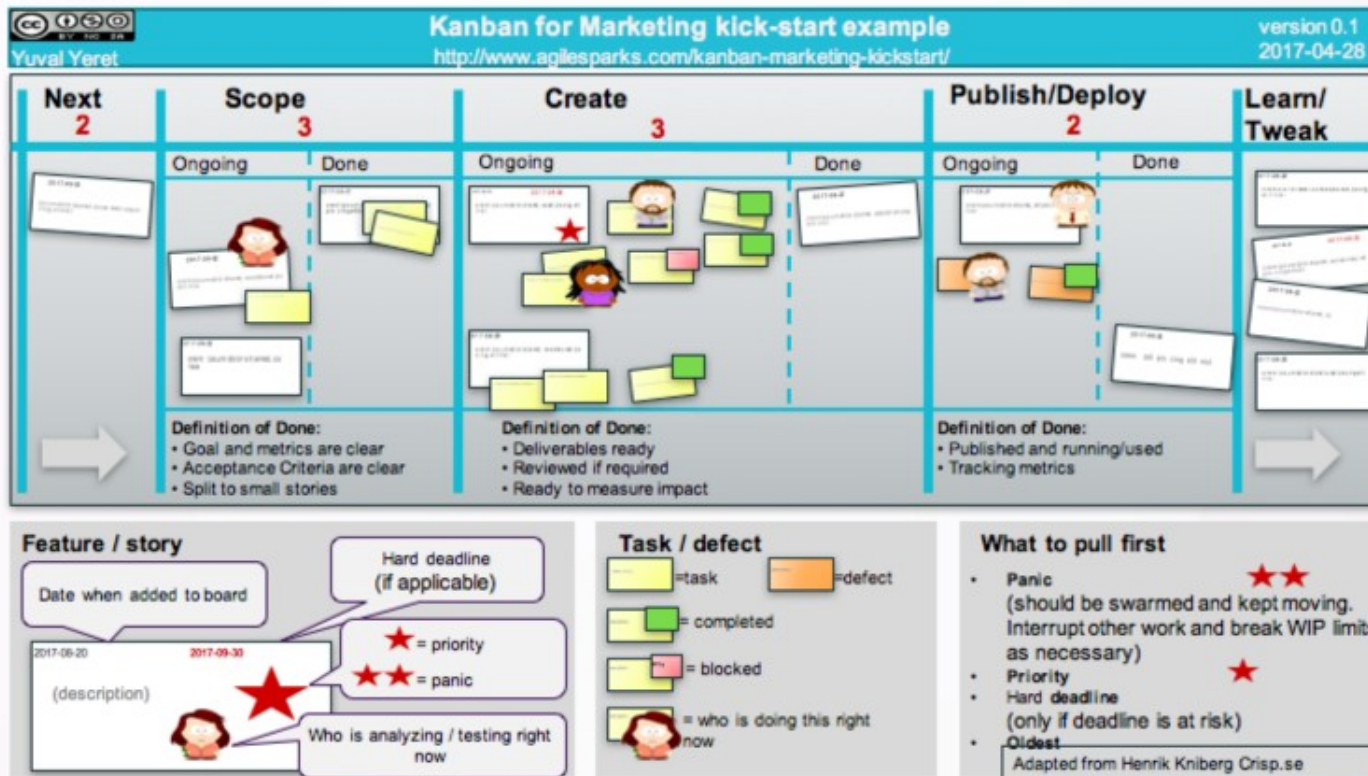 BY NC SA
Yuval Yeret
Kanban for Marketing kick-start example
http://www.agilesparks.com/kanban-marketing-kickstart/
version 0.1
2017-04-28
Next
2
Scope
3
Create
3
Publish/Deploy
2
Learn/
Tweak
Ongoing
Done
Ongoing
Done
Ongoing
Done
Definition of Done:
• Goal and metrics are clear
• Acceptance Criteria are clear
• Split to small stories
Definition of Done:
• Deliverables ready
• Reviewed if required
• Ready to measure impact
Definition of Done:
• Published and running/used
• Tracking metrics
Feature / story
Date when added to board
Hard deadline
(if applicable)
2017-08-20
2017-09-30
(description)
= priority
= panic
Who is analyzing / testing right
now
Task / defect
=task
=defect
= completed
= blocked
= who is doing this right
now
What to pull first
• Panic
(should be swarmed and kept moving.
Interrupt other work and break WIP limits
as necessary)
• Priority
• Hard deadline
(only if deadline is at risk)
• Oldest
Adapted from Henrik Kniberg Crisp.se